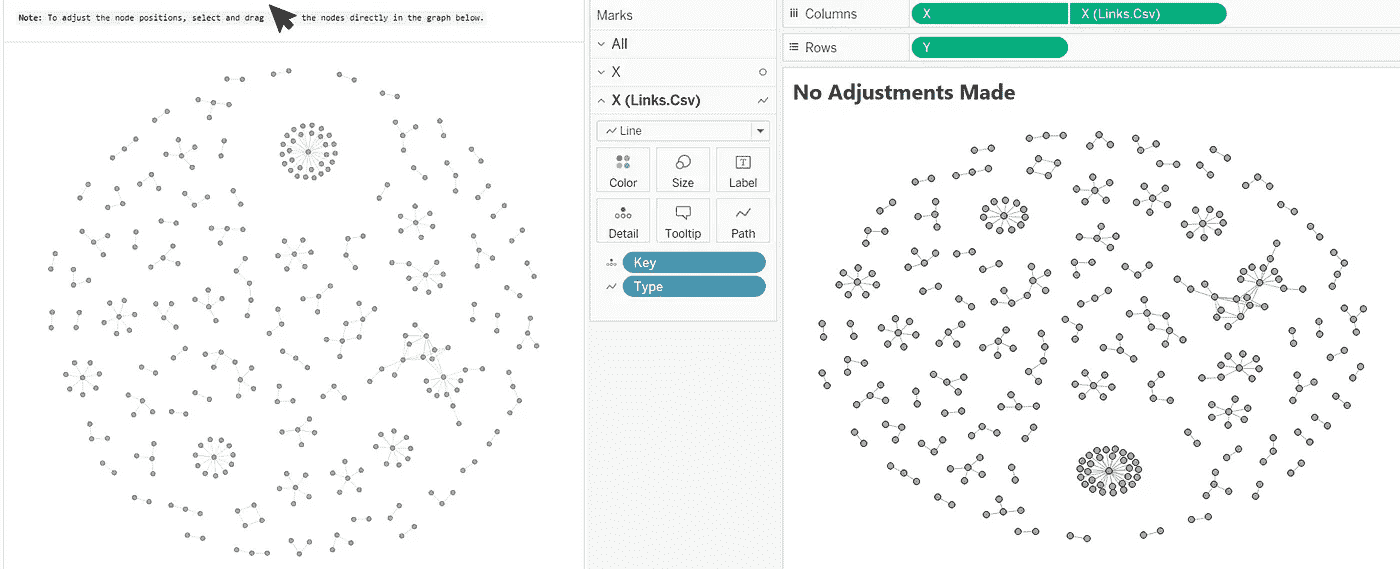 Note: To adjust the node positions, select and drag the nodes directly in the graph below.
Marks
All
X
X (Links.Csv)
Line
Color Size Label
Detail Tooltip Path
Key
Type
Columns X X (Links.Csv)
Rows Y
No Adjustments Made